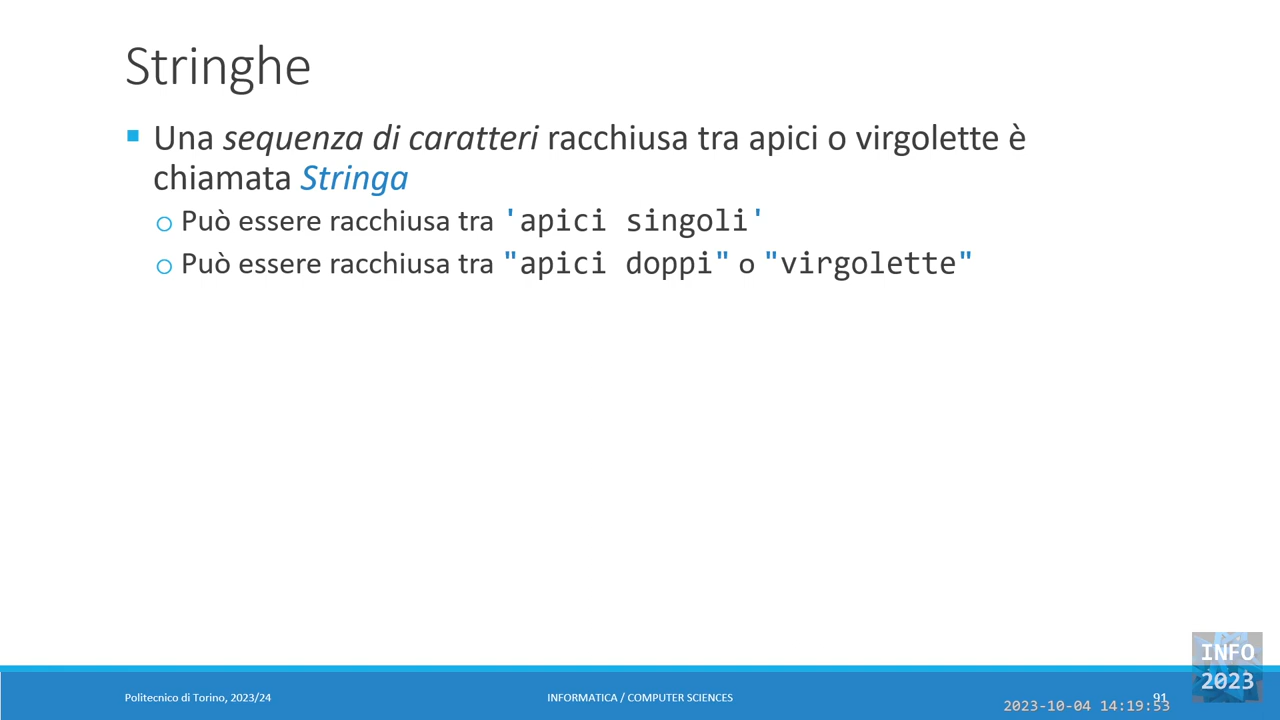 Stringhe
Una sequenza di caratteri racchiusa tra apici o virgolette è
chiamata Stringa
Può essere racchiusa tra 'apici singoli'
Può essere racchiusa tra "apici doppi" o "virgolette"
Politecnico di Torino, 2023/24
INFORMATICA / COMPUTER SCIENCES
91
2023-10-04 14:19:53
INFO
2023